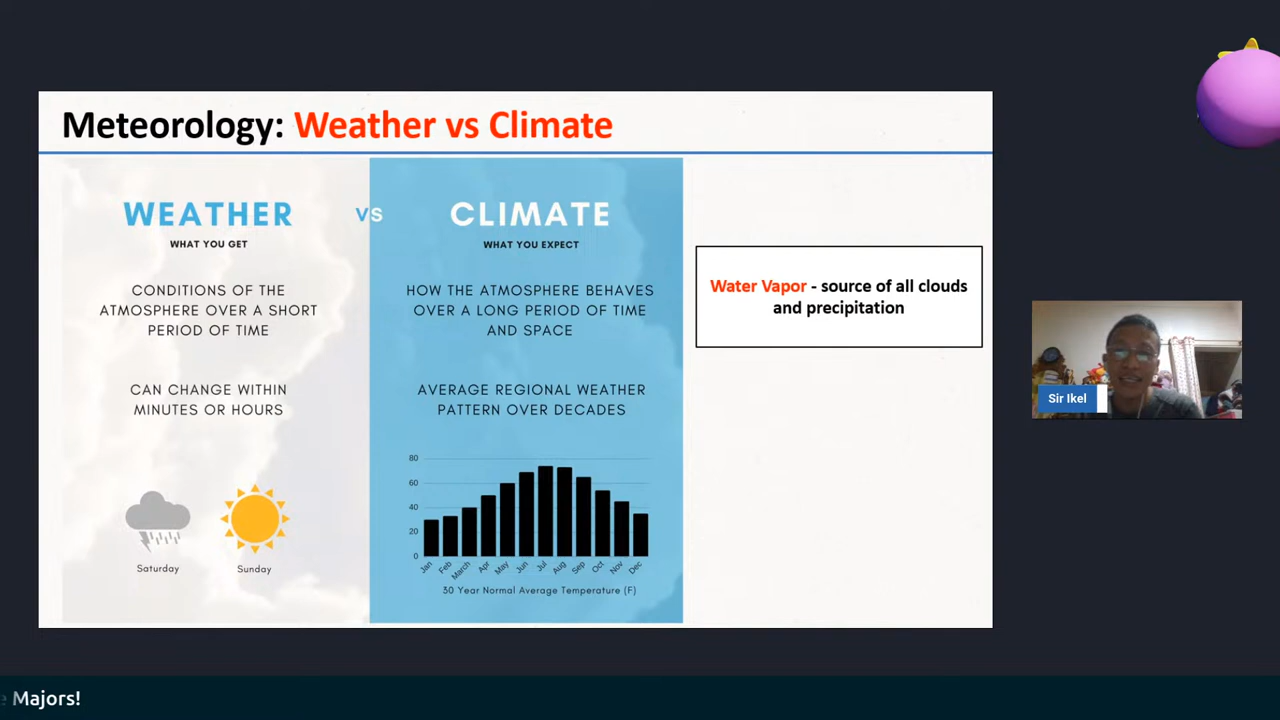 Meteorology: Weather vs Climate
WEATHER
VS
CLIMATE
WHAT YOU GET
WHAT YOU EXPECT
CONDITIONS OF THE
ATMOSPHERE OVER A SHORT
PERIOD OF TIME
HOW THE ATMOSPHERE BEHAVES
OVER A LONG PERIOD OF TIME
AND SPACE
CAN CHANGE WITHIN
MINUTES OR HOURS
AVERAGE REGIONAL WEATHER
PATTERN OVER DECADES
Saturday
Sunday
80
60
40
20
0
Jan
Feb
March
Apr
May
Jun
Jul
Aug
Sep
Oct
Nov
Dec
30 Year Normal Average Temperature (F)
Water Vapor - source of all clouds
and precipitation
Sir Ikel
e Majors!